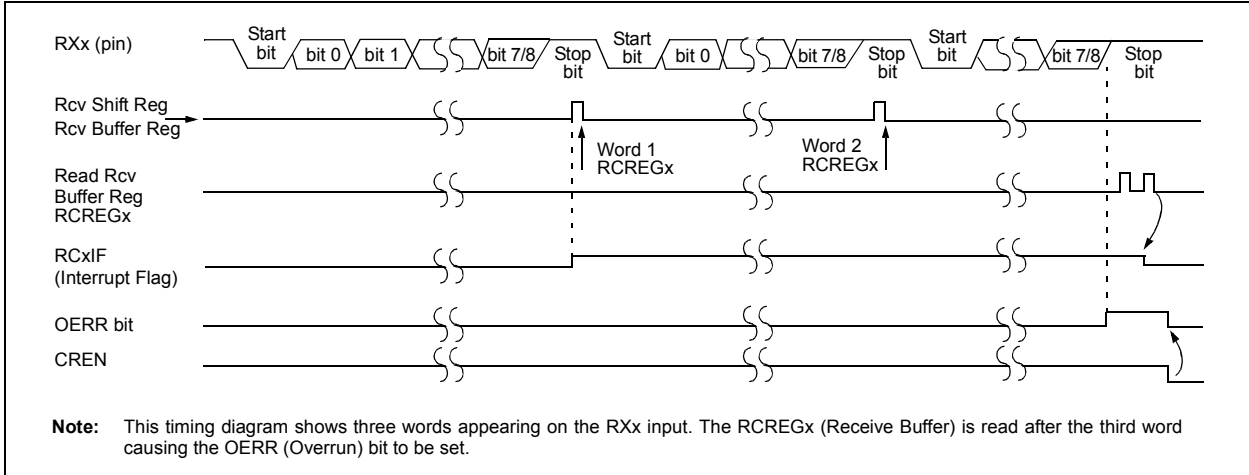 RXx (pin)
Start bit
bit 0
bit 1
bit 7/8
Stop bit
Start bit
bit 0
bit 7/8
Stop bit
Start bit
bit 7/8
Stop bit
Rcv Shift Reg
Rcv Buffer Reg
Word 1
RCREGx
Word 2
RCREGx
Read Rcv
Buffer Reg
RCREGx
RCxIF
(Interrupt Flag)
OERR bit
CREN
Note: This timing diagram shows three words appearing on the RXx input. The RCREGx (Receive Buffer) is read after the third word
causing the OERR (Overrun) bit to be set.